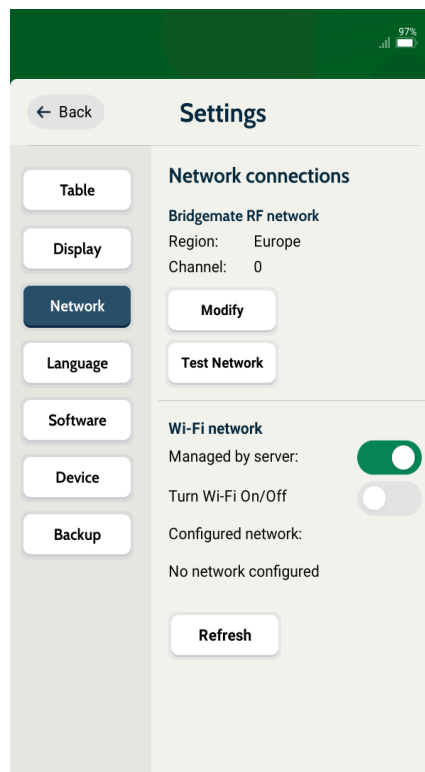 97%
Back
Settings
Table
Display
Network
Language
Software
Device
Backup
Network connections
Bridgemate RF network
Region: Europe
Channel: 0
Modify
Test Network
Wi-Fi network
Managed by server:
Turn Wi-Fi On/Off
Configured network:
No network configured
Refresh